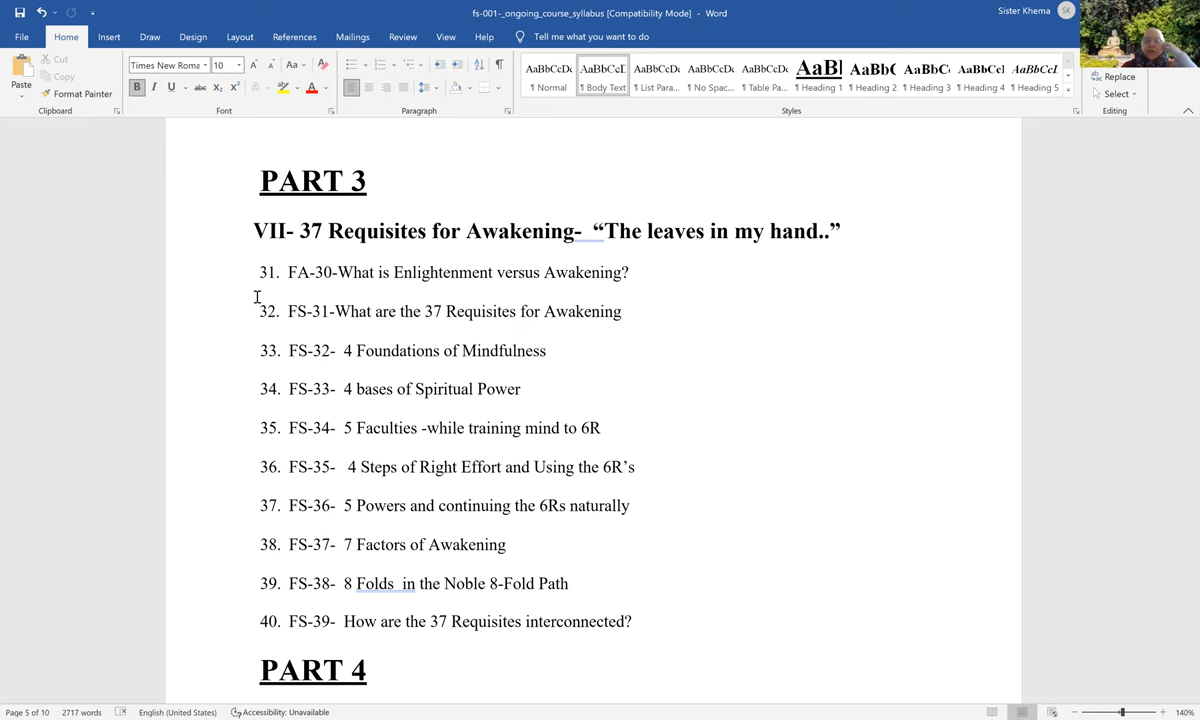 fs-001-_ongoing_course_syllabus [Compatibility Mode] - Word
Sister Khema
SK
File Home Insert Draw Design Layout References Mailings Review View Help Tell me what you want to do
Paste
Cut
Copy
Format Painter
Clipboard
Times New Roma 10
Font
Paragraph
AaBbCcDc AaBbCcD AaBbCcDc AaBbCcDc AaBbCcDc AaBl AaBb( AaBbC AaBbCcl AaBbCcl
¶ Normal ¶ Body Text ¶ List Para... ¶ No Spac... ¶ Table Pa... ¶ Heading 1 ¶ Heading 2 ¶ Heading 3 ¶ Heading 4 ¶ Heading 5
Styles
Replace
Select
Editing
PART 3
VII- 37 Requisites for Awakening- “The leaves in my hand..”
31. FA-30-What is Enlightenment versus Awakening?
32. FS-31-What are the 37 Requisites for Awakening
33. FS-32- 4 Foundations of Mindfulness
34. FS-33- 4 bases of Spiritual Power
35. FS-34- 5 Faculties -while training mind to 6R
36. FS-35- 4 Steps of Right Effort and Using the 6R’s
37. FS-36- 5 Powers and continuing the 6Rs naturally
38. FS-37- 7 Factors of Awakening
39. FS-38- 8 Folds in the Noble 8-Fold Path
40. FS-39- How are the 37 Requisites interconnected?
PART 4
Page 5 of 10 2717 words English (United States) Accessibility: Unavailable 140%